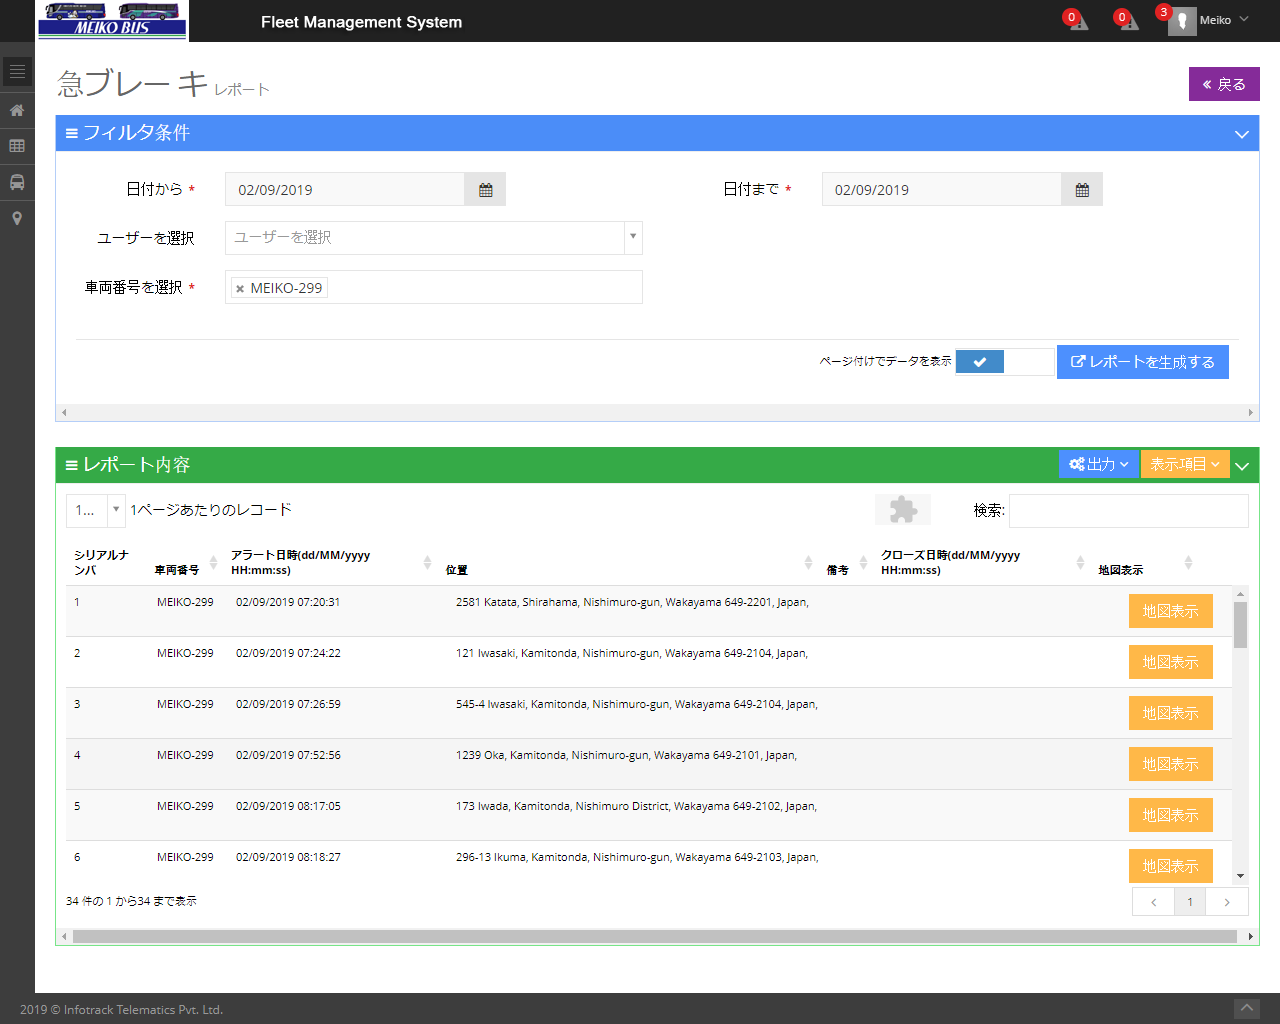 MEIKO BUS
Fleet Management System
0
0
3
Meiko
急ブレーキ レポート
« 戻る
フィルタ条件
日付から *
02/09/2019
日付まで *
02/09/2019
ユーザーを選択
ユーザーを選択
車両番号を選択 *
× MEIKO-299
ページ付けでデータを表示
レポートを生成する
レポート内容
出力
表示項目
1...
1ページあたりのレコード
検索:
シリアルナンバ 車両番号 アラート日時(dd/MM/yyyy HH:mm:ss) 位置 備考 クローズ日時(dd/MM/yyyy HH:mm:ss) 地図表示
1 MEIKO-299 02/09/2019 07:20:31 2581 Katata, Shirahama, Nishimuro-gun, Wakayama 649-2201, Japan, 地図表示
2 MEIKO-299 02/09/2019 07:24:22 121 Iwasaki, Kamitonda, Nishimuro-gun, Wakayama 649-2104, Japan, 地図表示
3 MEIKO-299 02/09/2019 07:26:59 545-4 Iwasaki, Kamitonda, Nishimuro-gun, Wakayama 649-2104, Japan, 地図表示
4 MEIKO-299 02/09/2019 07:52:56 1239 Oka, Kamitonda, Nishimuro-gun, Wakayama 649-2101, Japan, 地図表示
5 MEIKO-299 02/09/2019 08:17:05 173 Iwada, Kamitonda, Nishimuro District, Wakayama 649-2102, Japan, 地図表示
6 MEIKO-299 02/09/2019 08:18:27 296-13 Ikuma, Kamitonda, Nishimuro-gun, Wakayama 649-2103, Japan, 地図表示
34 件の 1 から34 まで表示
1
2019 © Infotrack Telematics Pvt. Ltd.